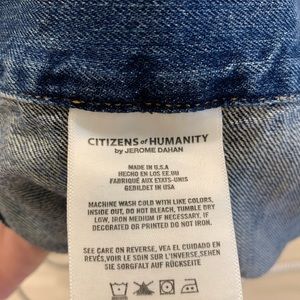 CITIZENS of HUMANITY
by JEROME DAHAN
MADE IN U.S.A
HECHO EN LOS EE.UU
FABRIQUÉ AUX ETATS-UNIS
GEBILDET IN USA
MACHINE WASH COLD WITH LIKE COLORS,
INSIDE OUT, DO NOT BLEACH, TUMBLE DRY
LOW, IRON MEDIUM IF NECESSARY, IF
DECORATED OR PRINTED DO NOT IRON.
SEE CARE ON REVERSE, VEA EL CUIDADO EN
REVÉS, VOIR LE SOIN SUR L'INVERSE, SEHEN
SIE SORGFALT AUF RÜCKSEITE